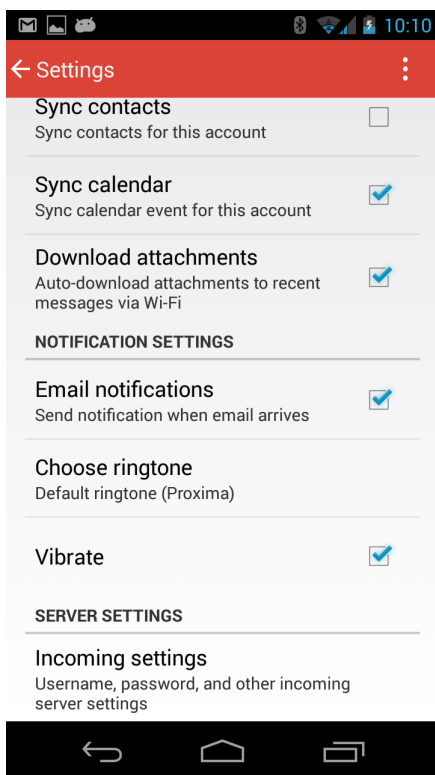 10:10
Settings
Sync contacts
Sync contacts for this account
Sync calendar
Sync calendar event for this account
Download attachments
Auto-download attachments to recent
messages via Wi-Fi
NOTIFICATION SETTINGS
Email notifications
Send notification when email arrives
Choose ringtone
Default ringtone (Proxima)
Vibrate
SERVER SETTINGS
Incoming settings
Username, password, and other incoming
server settings